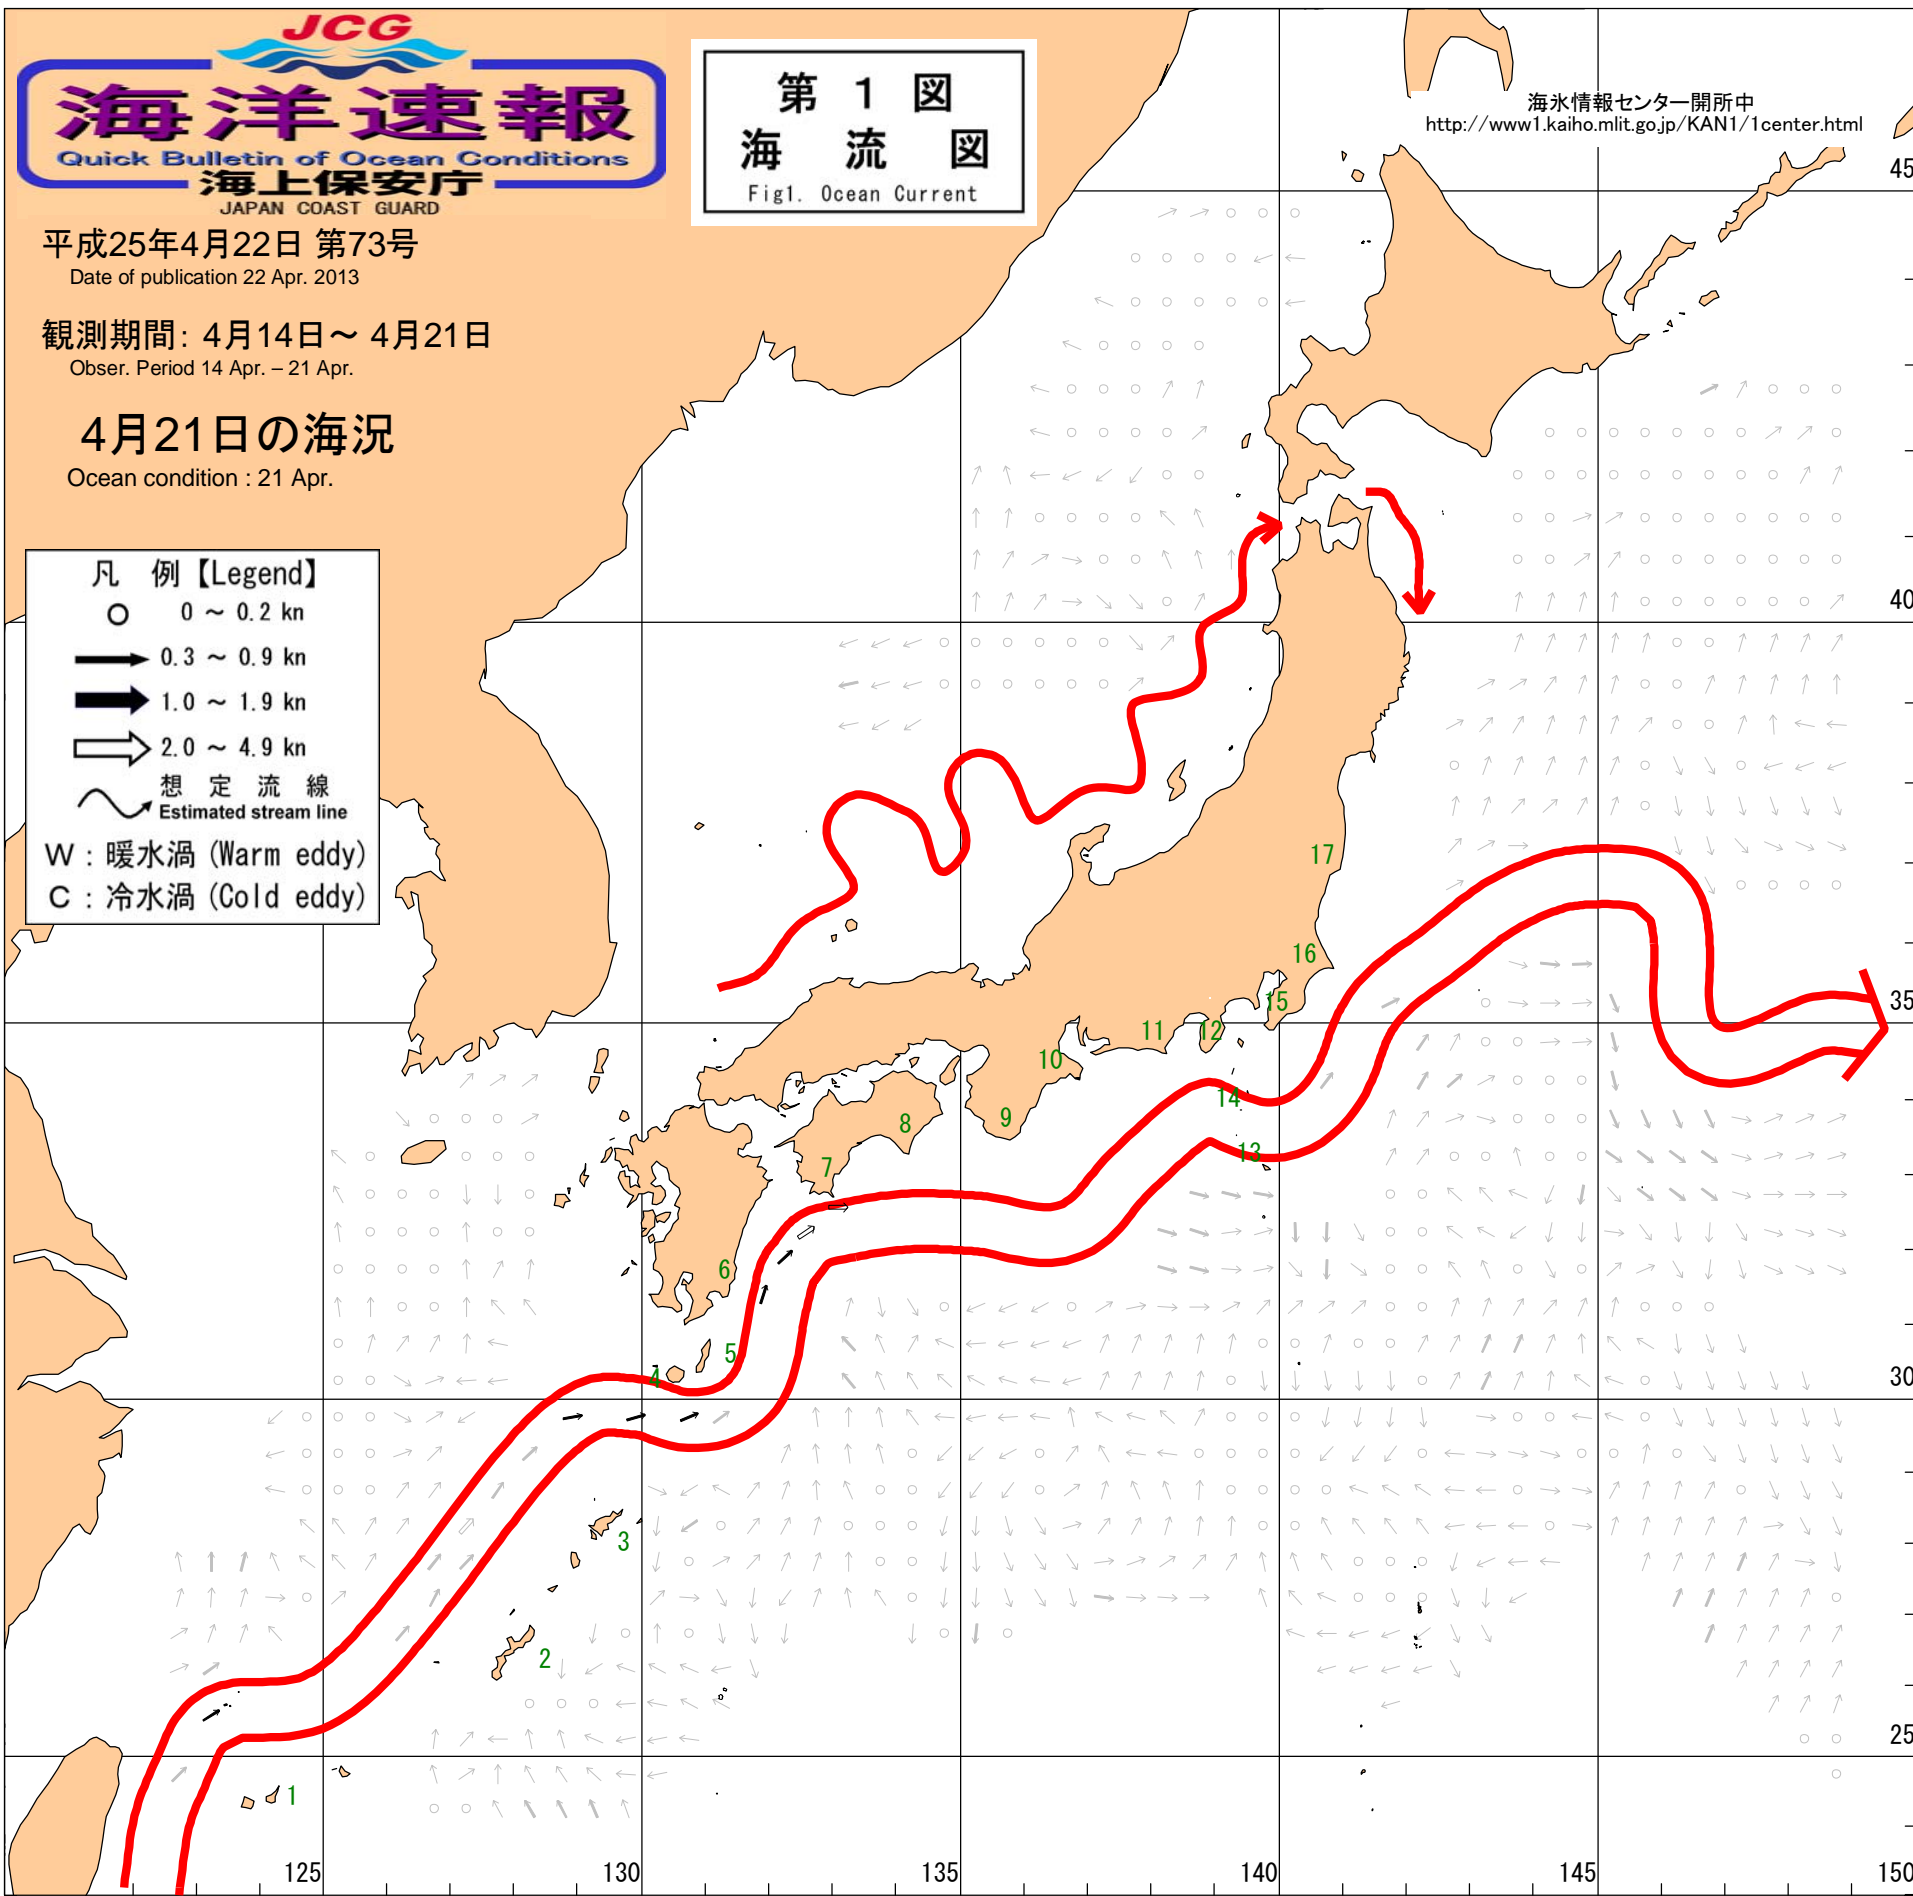 JCG
海洋速報
Quick Bulletin of Ocean Conditions
海上保安庁
JAPAN COAST GUARD
第 1 図
海 流 図
Fig1. Ocean Current
海氷情報センター開所中
http://www1.kaiho.mlit.go.jp/KAN1/1center.html
平成25年4月22日 第73号
Date of publication 22 Apr. 2013
観測期間: 4月14日～ 4月21日
Obser. Period 14 Apr. – 21 Apr.
4月21日の海況
Ocean condition : 21 Apr.
凡 例【Legend】
0 ～ 0.2 kn
0.3 ～ 0.9 kn
1.0 ～ 1.9 kn
2.0 ～ 4.9 kn
想 定 流 線
Estimated stream line
W : 暖水渦 (Warm eddy)
C : 冷水渦 (Cold eddy)
45
40
35
30
25
17
16
15
12
11
10
14
9
8
13
7
6
5
4
3
2
1
125
130
135
140
145
150